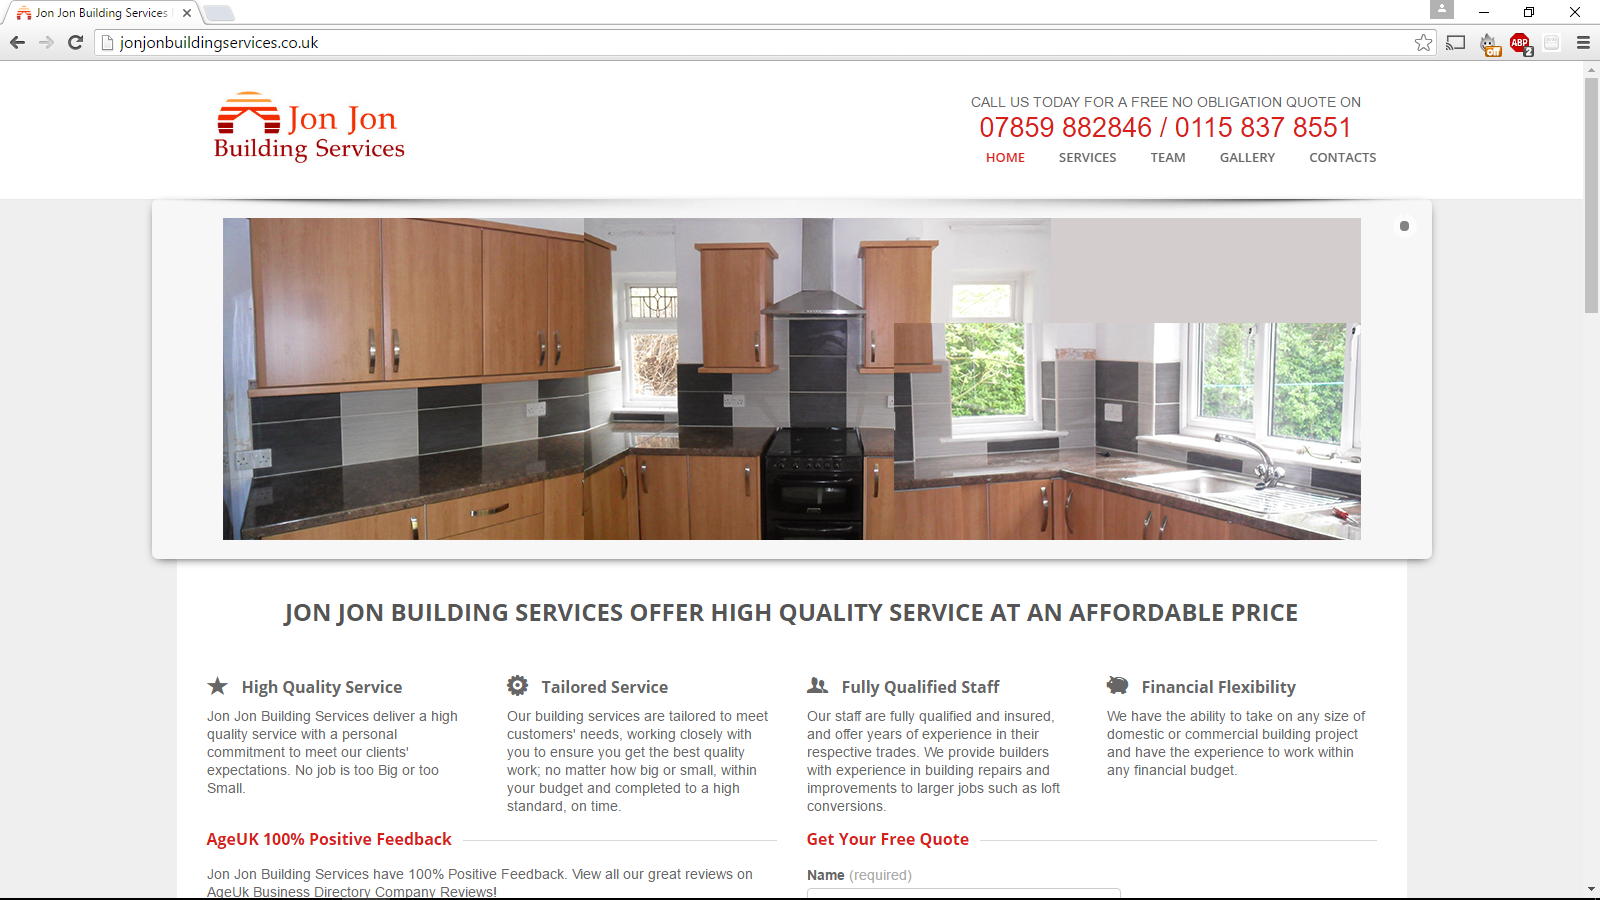 Jon Jon Building Services
jonjonbuildingservices.co.uk
off
ABP
2
Jon Jon
Building Services
CALL US TODAY FOR A FREE NO OBLIGATION QUOTE ON
07859 882846 / 0115 837 8551
HOME SERVICES TEAM GALLERY CONTACTS
JON JON BUILDING SERVICES OFFER HIGH QUALITY SERVICE AT AN AFFORDABLE PRICE
High Quality Service
Jon Jon Building Services deliver a high
quality service with a personal
commitment to meet our clients'
expectations. No job is too Big or too
Small.
Tailored Service
Our building services are tailored to meet
customers' needs, working closely with
you to ensure you get the best quality
work; no matter how big or small, within
your budget and completed to a high
standard, on time.
Fully Qualified Staff
Our staff are fully qualified and insured,
and offer years of experience in their
respective trades. We provide builders
with experience in building repairs and
improvements to larger jobs such as loft
conversions.
Financial Flexibility
We have the ability to take on any size of
domestic or commercial building project
and have the experience to work within
any financial budget.
AgeUK 100% Positive Feedback
Jon Jon Building Services have 100% Positive Feedback. View all our great reviews on
AgeUk Business Directory Company Reviews!
Get Your Free Quote
Name (required)